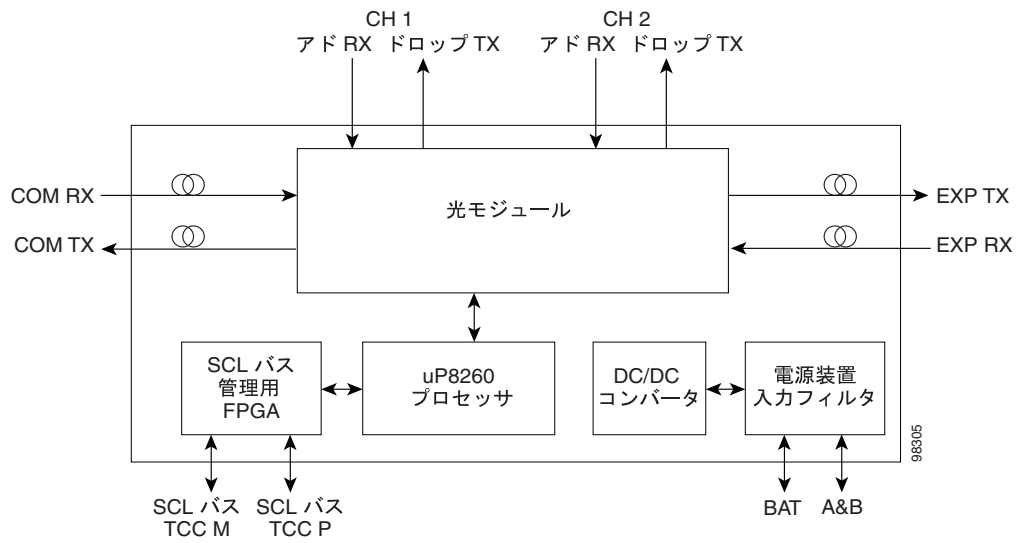 CH 1
CH 2
アド RX ドロップ TX
アド RX ドロップ TX
COM RX
EXP TX
光モジュール
COM TX
EXP RX
SCL バス
管理用
FPGA
uP8260
プロセッサ
DC/DC
コンバータ
電源装置
入力フィルタ
98305
SCL バス
TCC M
SCL バス
TCC P
BAT
A&B